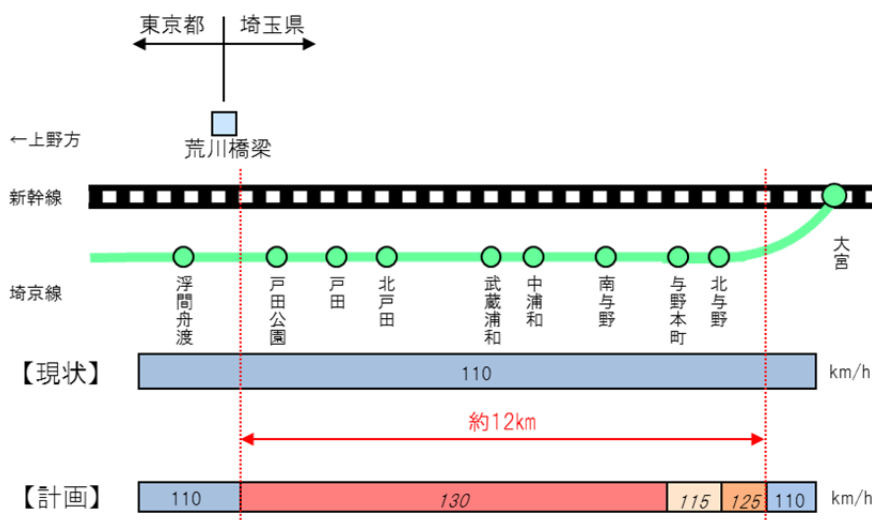 東京都 埼玉県
←上野方
荒川橋梁
新幹線
埼京線
浮間舟渡
戸田公園
戸田
北戸田
武蔵浦和
中浦和
南与野
与野本町
北与野
大宮
【現状】 110 km/h
約12km
【計画】 110 130 115 125 110 km/h